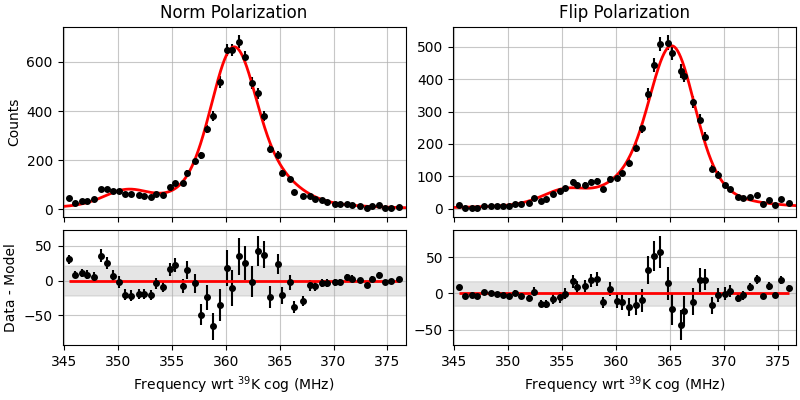 Norm Polarization
Flip Polarization
Counts
600
400
200
0
500
400
300
200
100
0
Data - Model
50
0
−50
50
0
−50
345 350 355 360 365 370 375
345 350 355 360 365 370 375
Frequency wrt ³⁹K cog (MHz)
Frequency wrt ³⁹K cog (MHz)